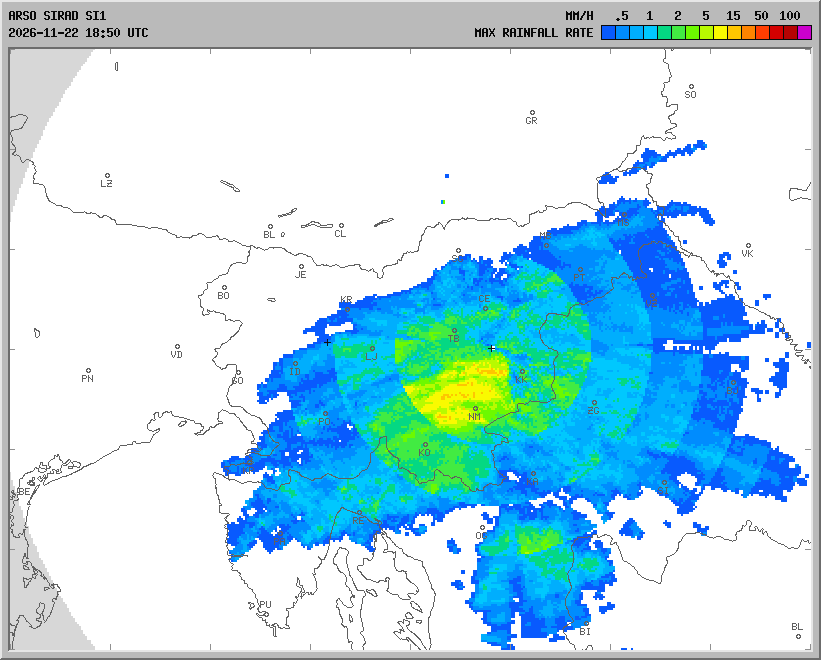 ARSO SIRAD SI1
2026-11-22 18:50 UTC
MM/H .5 1 2 5 15 50 100
MAX RAINFALL RATE
SO
GR
LZ
BL
CL
VK
JE
BO
KR
TB
LJ
VD
PN
GO
KK
NM
ZG
KO
BE
PU
BI
BL